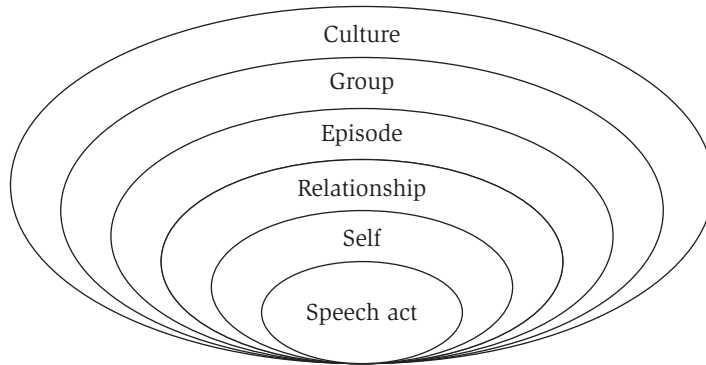 Culture
Group
Episode
Relationship
Self
Speech act